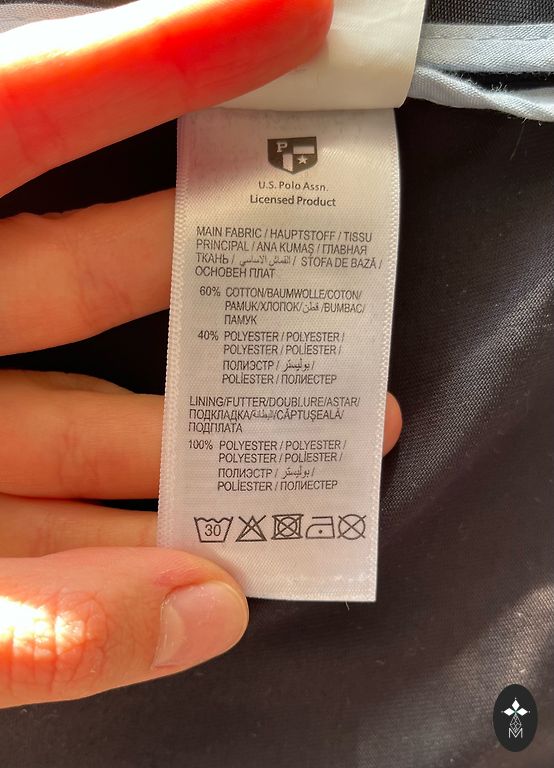 P
U.S. Polo Assn.
Licensed Product
MAIN FABRIC / HAUPTSTOFF / TISSU
PRINCIPAL / ANA KUMAŞ / ГЛАВНАЯ
ТКАНЬ / القماش الاساسي / STOFA DE BAZĂ /
ОСНОВЕН ПЛАТ
60% COTTON/BAUMWOLLE/COTON/
PAMUK/ХЛОПОК/قطن/BUMBAC/
ПАМУК
40% POLYESTER / POLYESTER /
POLYESTER / POLİESTER /
ПОЛИЭСТР / بوليستر /
POLIESTER / ПОЛИЕСТЕР
LINING/FUTTER/DOUBLURE/ASTAR/
ПОДКЛАДКА/البطانة/CĂPTUȘEALĂ/
ПОДПЛАТА
100% POLYESTER / POLYESTER /
POLYESTER / POLİESTER /
ПОЛИЭСТР / بوليستر /
POLIESTER / ПОЛИЕСТЕР
30
M